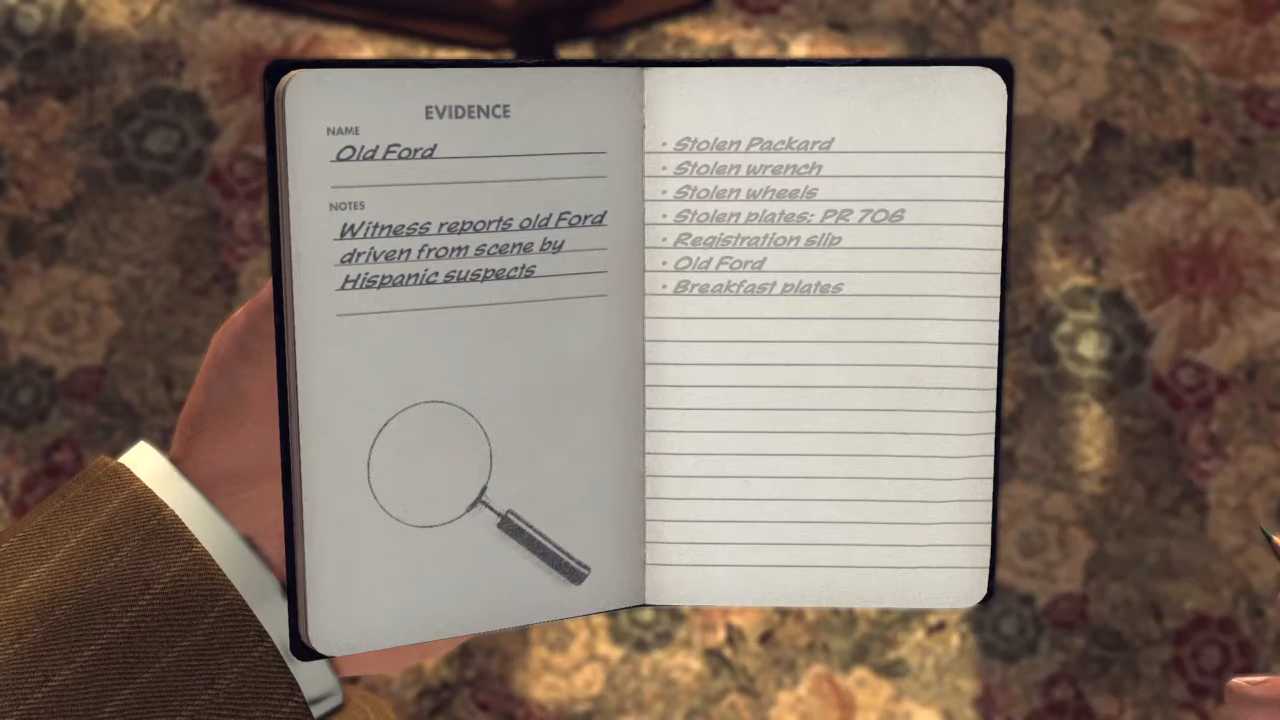 EVIDENCE
NAME
Old Ford
NOTES
Witness reports old Ford
driven from scene by
Hispanic suspects
• Stolen Packard
• Stolen wrench
• Stolen wheels
• Stolen plates: PR 706
• Registration slip
• Old Ford
• Breakfast plates